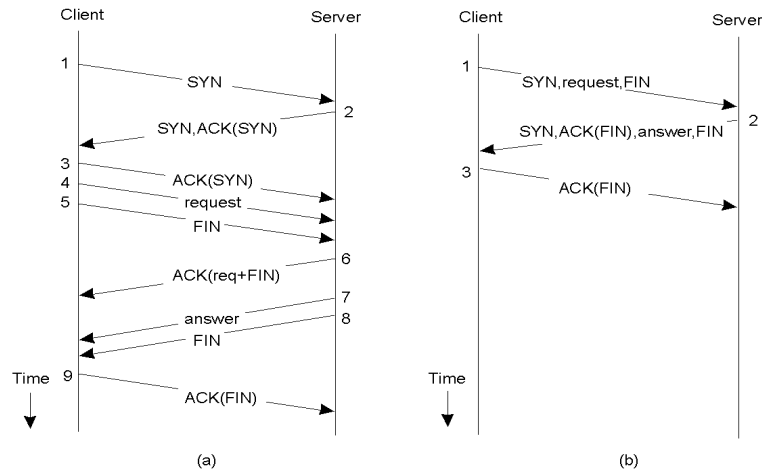 Client
Server
1
SYN
2
SYN,ACK(SYN)
3
ACK(SYN)
4
request
5
FIN
6
ACK(req+FIN)
7
answer
8
FIN
9
ACK(FIN)
Time
(a)
Client
Server
1
SYN,request,FIN
2
SYN,ACK(FIN),answer,FIN
3
ACK(FIN)
Time
(b)